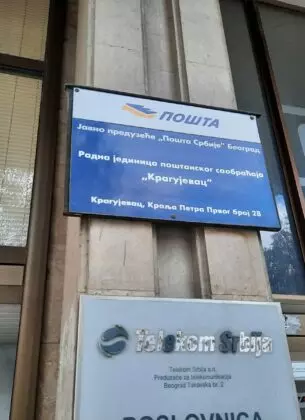 ПОШТА
Јавно предузеће „Пошта Србије" Београд
Радна јединица поштанског саобраћаја
„Крагујевац"
Крагујевац, Краља Петра Првог број 28
Telekom Srbija
Telekom Srbija a.d.
Preduzeće za telekomunikacije
Beograd Takovska br. 2
POSLOVNICA